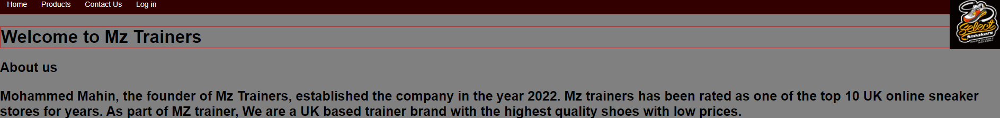 Home Products Contact Us Log in
Select
Sneakers
Welcome to Mz Trainers
About us
Mohammed Mahin, the founder of Mz Trainers, established the company in the year 2022. Mz trainers has been rated as one of the top 10 UK online sneaker
stores for years. As part of MZ trainer, We are a UK based trainer brand with the highest quality shoes with low prices.